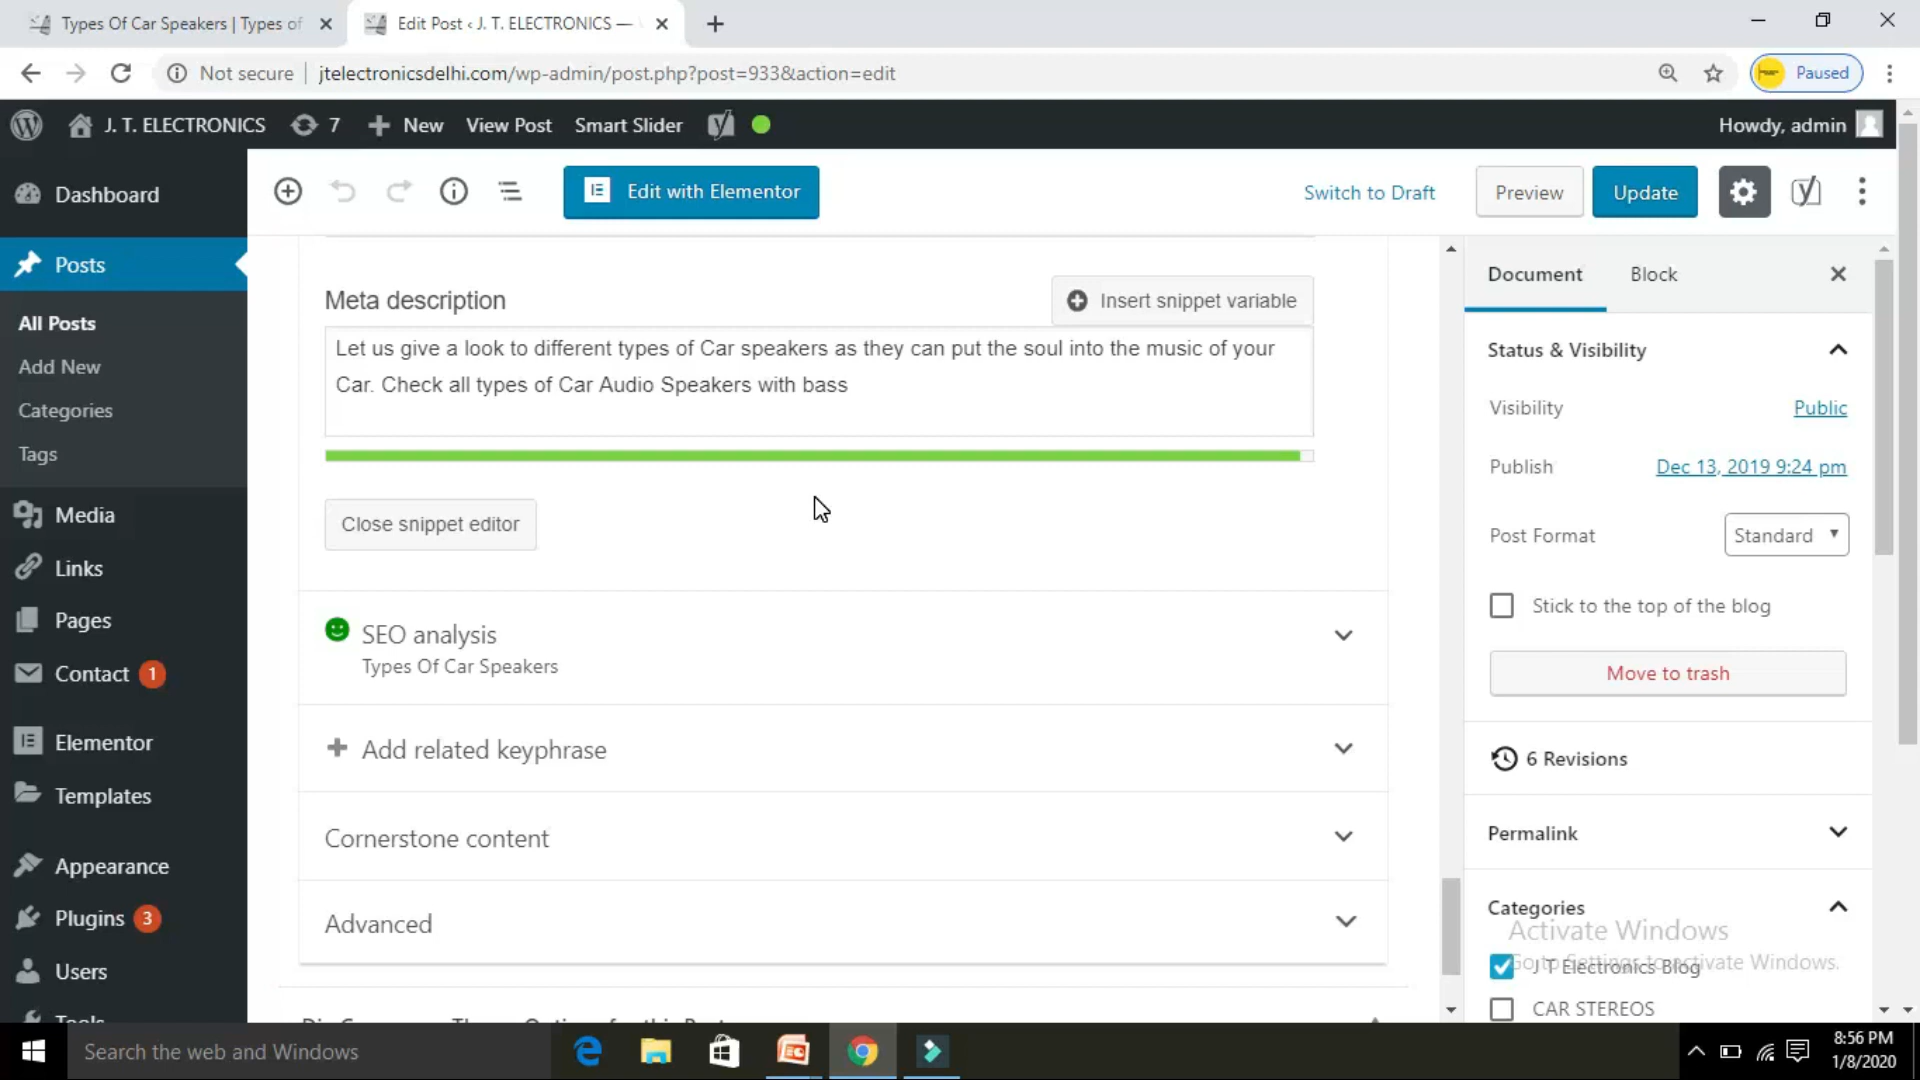 Types Of Car Speakers | Types of
Edit Post ‹ J. T. ELECTRONICS —
Not secure
jtelectronicsdelhi.com/wp-admin/post.php?post=933&action=edit
Paused
J. T. ELECTRONICS
7
New
View Post
Smart Slider
Howdy, admin
Dashboard
Posts
All Posts
Add New
Categories
Tags
Media
Links
Pages
Contact 1
Elementor
Templates
Appearance
Plugins 3
Users
Tools
Edit with Elementor
Switch to Draft
Preview
Update
Meta description
Insert snippet variable
Let us give a look to different types of Car speakers as they can put the soul into the music of your
Car. Check all types of Car Audio Speakers with bass
Close snippet editor
SEO analysis
Types Of Car Speakers
Add related keyphrase
Cornerstone content
Advanced
Document
Block
Status & Visibility
Visibility
Public
Publish
Dec 13, 2019 9:24 pm
Post Format
Standard
Stick to the top of the blog
Move to trash
6 Revisions
Permalink
Categories
Activate Windows
Go to Settings to activate Windows.
J T Electronics Blog
CAR STEREOS
Search the web and Windows
8:56 PM
1/8/2020